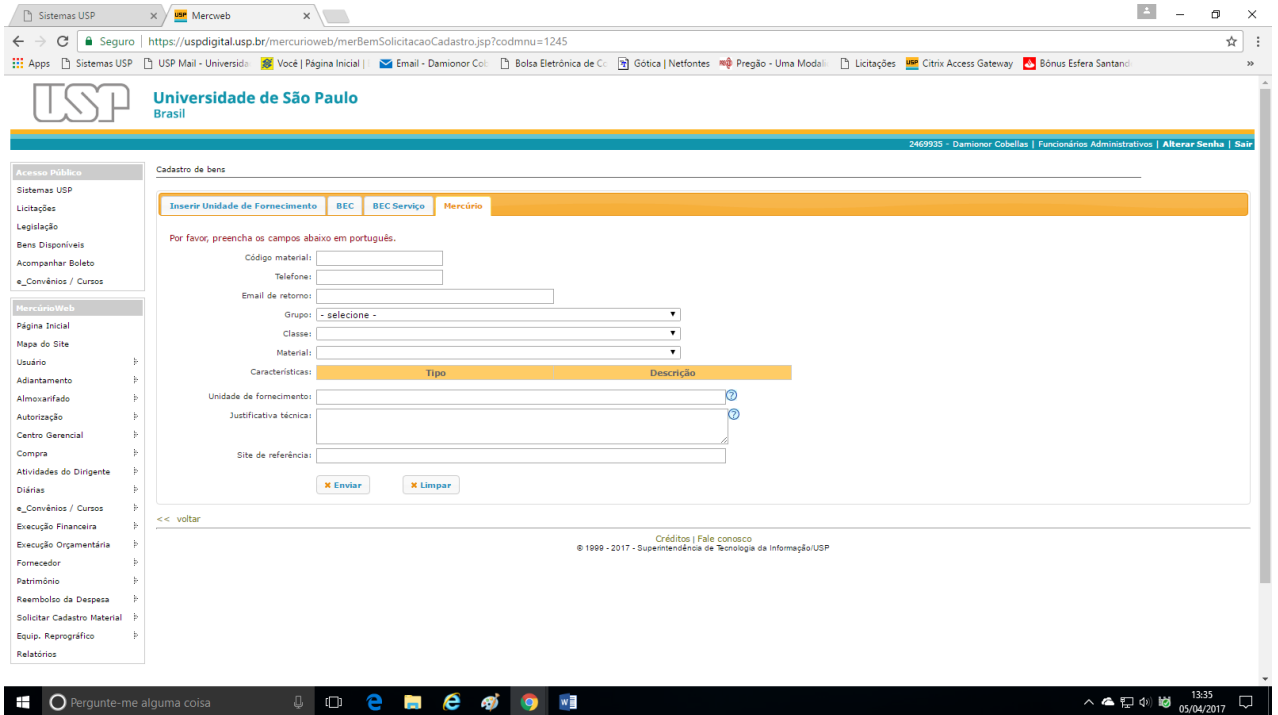 Sistemas USP
Mercweb
Seguro | https://uspdigital.usp.br/mercurioweb/merBemSolicitacaoCadastro.jsp?codmnu=1245
Apps Sistemas USP USP Mail - Universida Você | Página Inicial | Email - Damionor Col Bolsa Eletrônica de Co Gótica | Netfontes Pregão - Uma Modali Licitações Citrix Access Gateway Bônus Esfera Santand »
USP
Universidade de São Paulo
Brasil
2469935 - Damionor Cobellas | Funcionários Administrativos | Alterar Senha | Sair
Acesso Público
Sistemas USP
Licitações
Legislação
Bens Disponíveis
Acompanhar Boleto
e_Convênios / Cursos
MercúrioWeb
Página Inicial
Mapa do Site
Usuário
Adiantamento
Almoxarifado
Autorização
Centro Gerencial
Compra
Atividades do Dirigente
Diárias
e_Convênios / Cursos
Execução Financeira
Execução Orçamentária
Fornecedor
Patrimônio
Reembolso da Despesa
Solicitar Cadastro Material
Equip. Reprográfico
Relatórios
Cadastro de bens
Inserir Unidade de Fornecimento BEC BEC Serviço Mercúrio
Por favor, preencha os campos abaixo em português.
Código material:
Telefone:
Email de retorno:
Grupo: - selecione -
Classe:
Material:
Características: Tipo Descrição
Unidade de fornecimento:
Justificativa técnica:
Site de referência:
Enviar Limpar
<< voltar
Créditos | Fale conosco
© 1999 - 2017 - Superintendência de Tecnologia da Informação/USP
Pergunte-me alguma coisa
13:35
05/04/2017